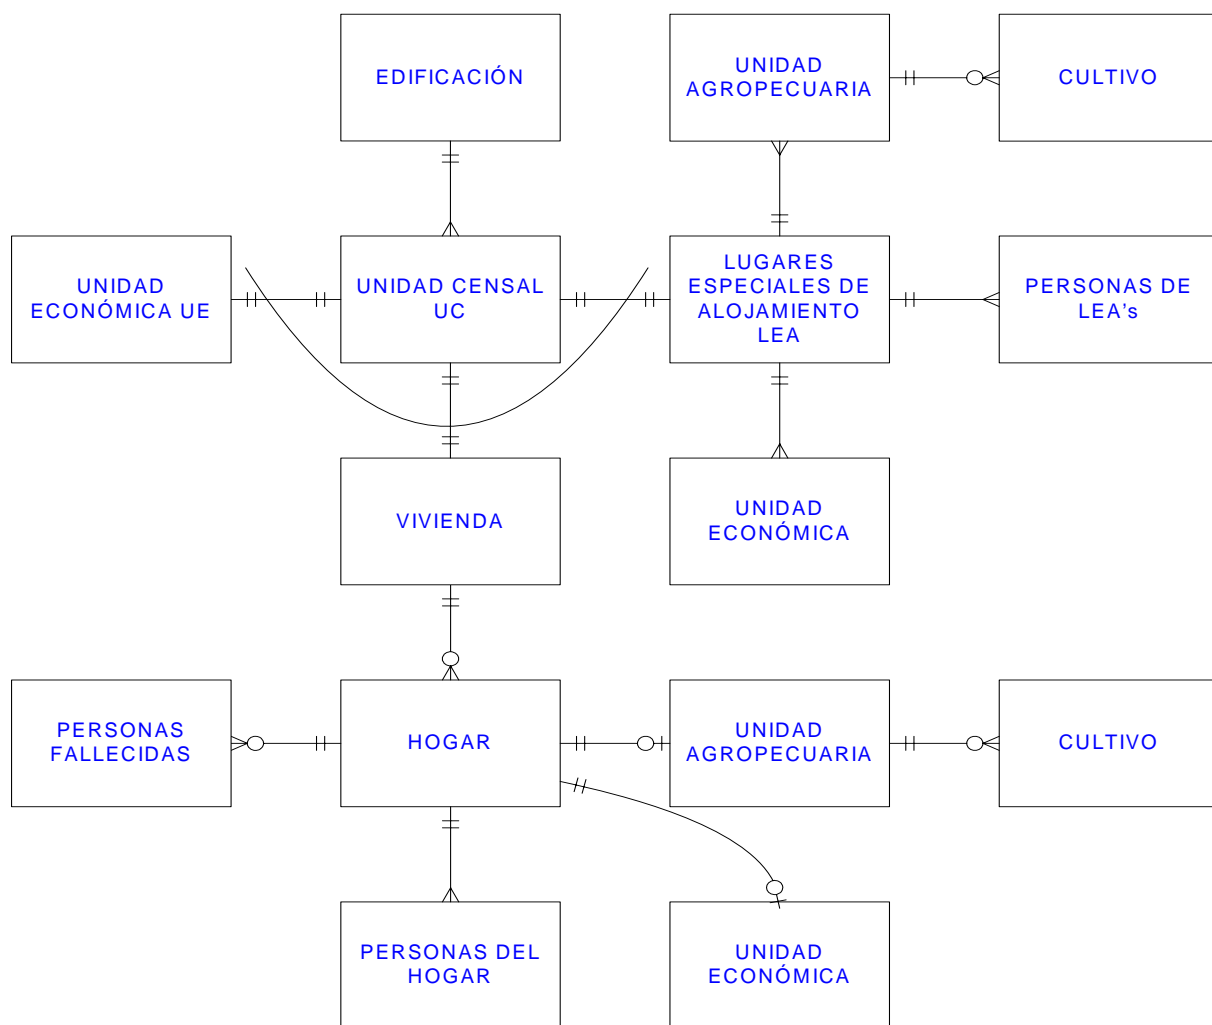 EDIFICACIÓN
UNIDAD
AGROPECUARIA
CULTIVO
UNIDAD
ECONÓMICA UE
UNIDAD CENSAL
UC
LUGARES
ESPECIALES DE
ALOJAMIENTO
LEA
PERSONAS DE
LEA's
VIVIENDA
UNIDAD
ECONÓMICA
PERSONAS
FALLECIDAS
HOGAR
UNIDAD
AGROPECUARIA
CULTIVO
PERSONAS DEL
HOGAR
UNIDAD
ECONÓMICA